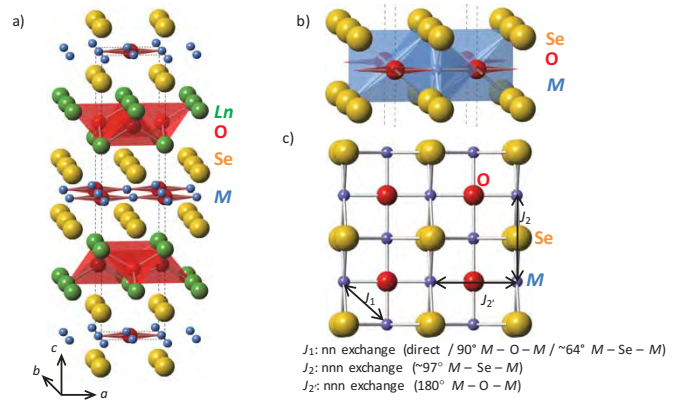 a)
Ln
O
Se
M
c
b
a
b)
Se
O
M
c)
O
J2
Se
M
J1
J2'
J1: nn exchange (direct / 90° M – O – M / ~64° M – Se – M)
J2: nnn exchange (~97° M – Se – M)
J2': nnn exchange (180° M – O – M)